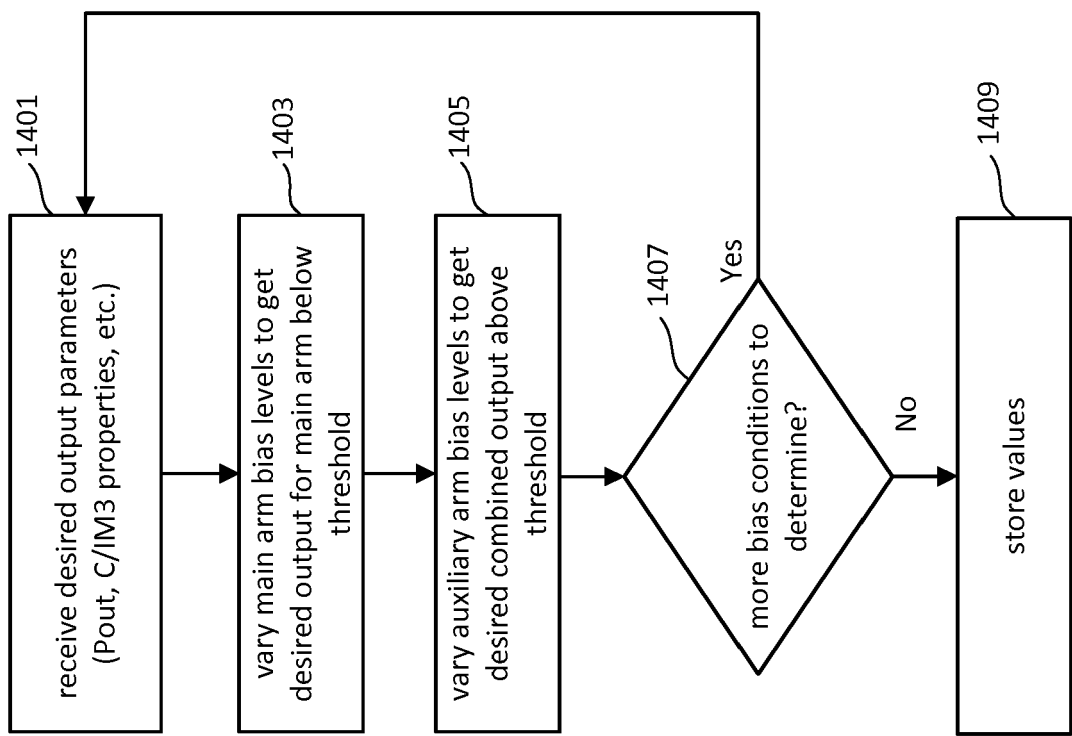 1401
receive desired output parameters
(Pout, C/IM3 properties, etc.)
1403
vary main arm bias levels to get
desired output for main arm below
threshold
1405
vary auxiliary arm bias levels to get
desired combined output above
threshold
1407
more bias conditions to
determine?
Yes
No
1409
store values